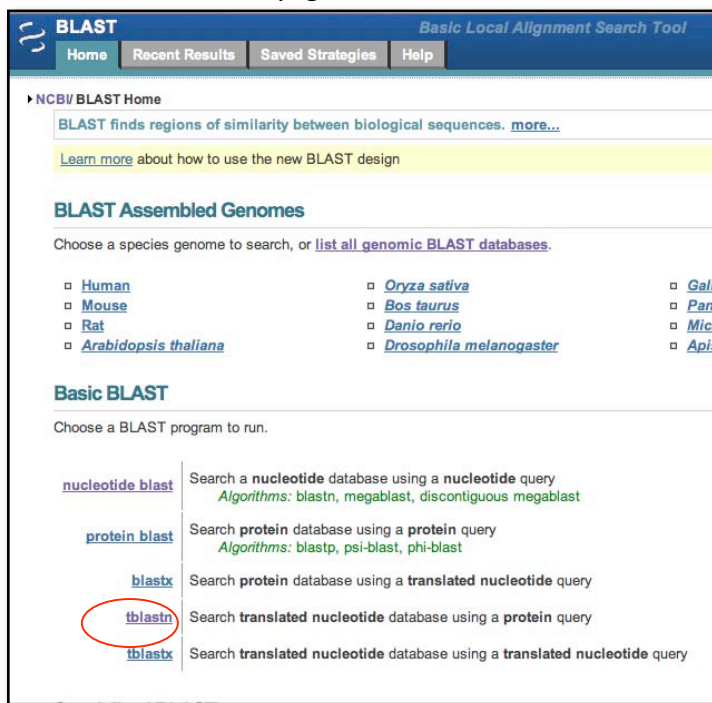 BLAST
Basic Local Alignment Search Tool
Home Recent Results Saved Strategies Help
NCBI/ BLAST Home
BLAST finds regions of similarity between biological sequences. more...
Learn more about how to use the new BLAST design
BLAST Assembled Genomes
Choose a species genome to search, or list all genomic BLAST databases.
Human
Mouse
Rat
Arabidopsis thaliana
Oryza sativa
Bos taurus
Danio rerio
Drosophila melanogaster
Gal
Pan
Mic
Apis
Basic BLAST
Choose a BLAST program to run.
nucleotide blast Search a nucleotide database using a nucleotide query
Algorithms: blastn, megablast, discontiguous megablast
protein blast Search protein database using a protein query
Algorithms: blastp, psi-blast, phi-blast
blastx Search protein database using a translated nucleotide query
tblastn Search translated nucleotide database using a protein query
tblastx Search translated nucleotide database using a translated nucleotide query